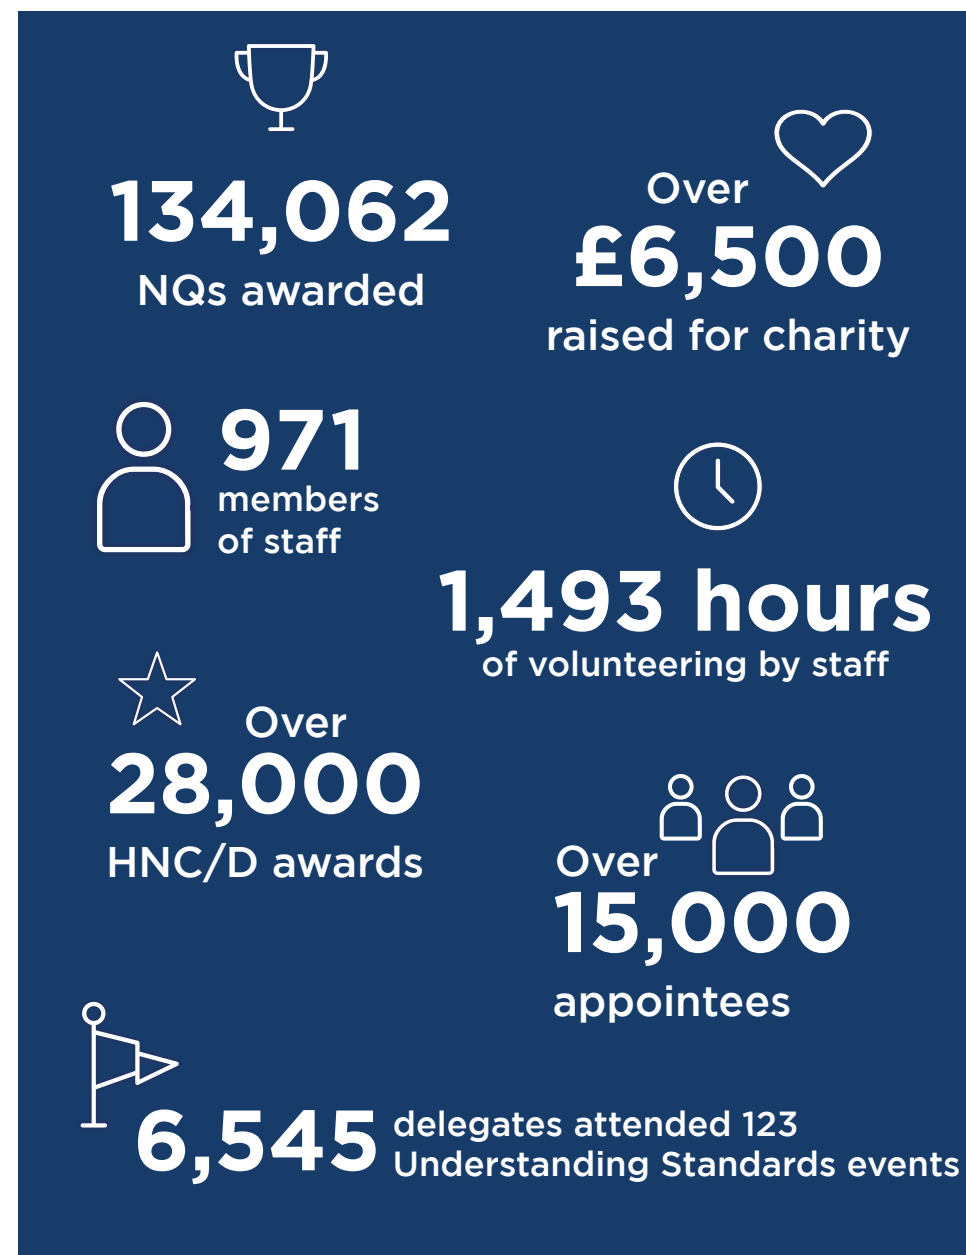 134,062
NQs awarded
Over
£6,500
raised for charity
971
members
of staff
1,493 hours
of volunteering by staff
Over
28,000
HNC/D awards
Over
15,000
appointees
6,545 delegates attended 123
Understanding Standards events